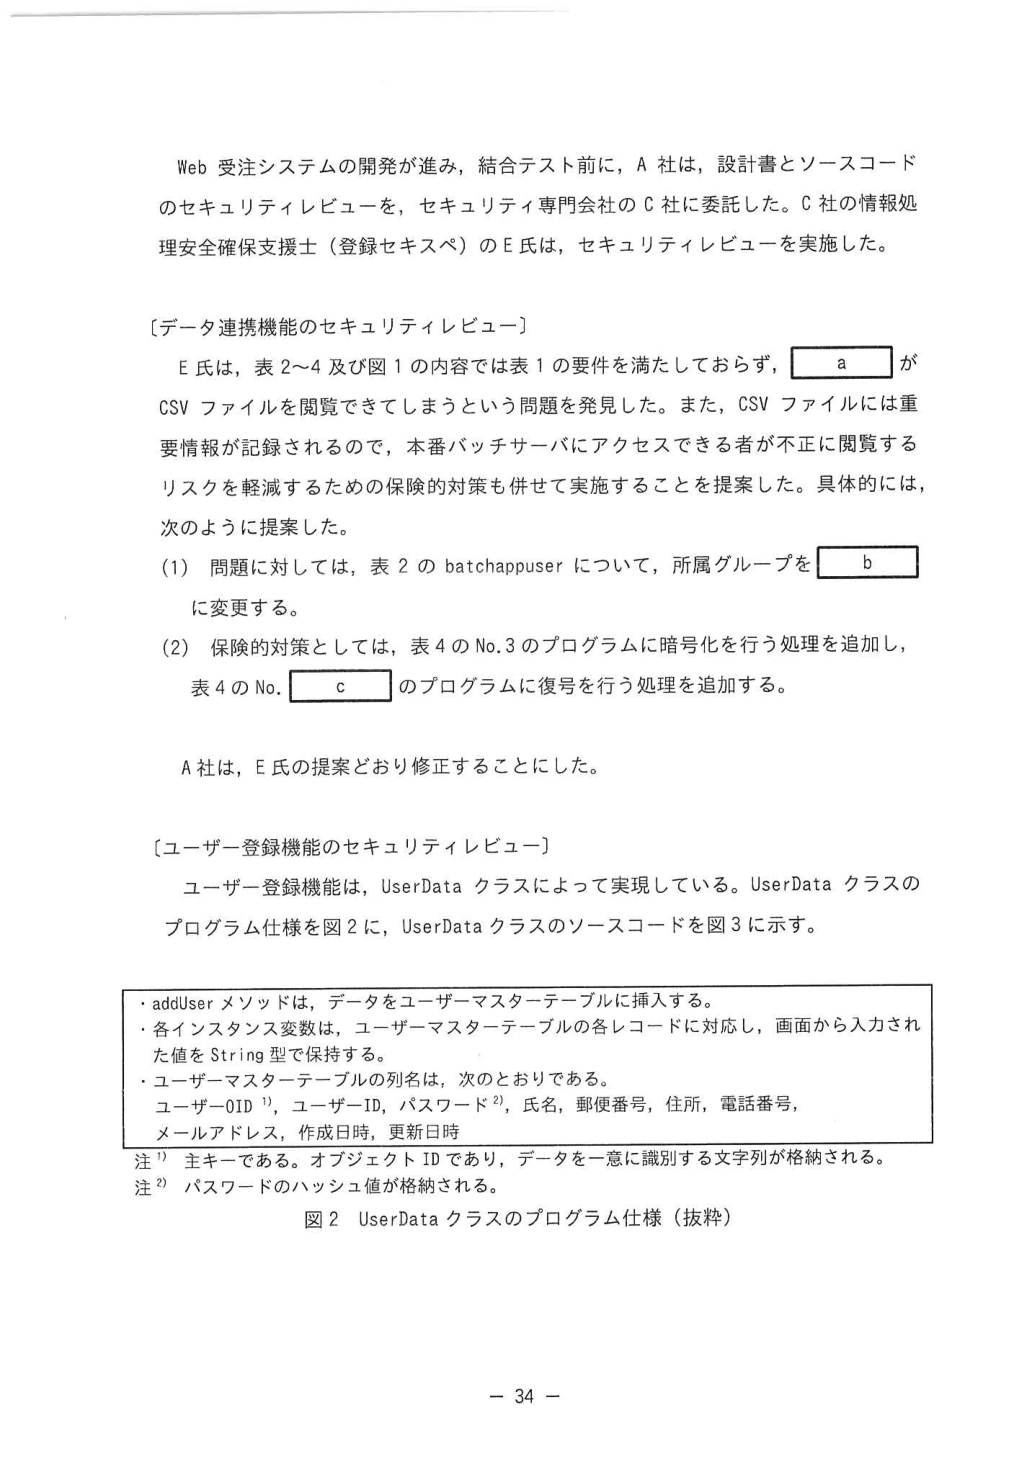 Web 受注システムの開発が進み，結合テスト前に，A 社は，設計書とソースコード
のセキュリティレビューを，セキュリティ専門会社の C 社に委託した。C 社の情報処
理安全確保支援士（登録セキスペ）の E 氏は，セキュリティレビューを実施した。
〔データ連携機能のセキュリティレビュー〕
E 氏は，表 2～4 及び図 1 の内容では表 1 の要件を満たしておらず， a が
CSV ファイルを閲覧できてしまうという問題を発見した。また，CSV ファイルには重
要情報が記録されるので，本番バッチサーバにアクセスできる者が不正に閲覧する
リスクを軽減するための保険的対策も併せて実施することを提案した。具体的には，
次のように提案した。
(1) 問題に対しては，表 2 の batchappuser について，所属グループを b
に変更する。
(2) 保険的対策としては，表 4 の No.3 のプログラムに暗号化を行う処理を追加し，
表 4 の No. c のプログラムに復号を行う処理を追加する。
A 社は，E 氏の提案どおり修正することにした。
〔ユーザー登録機能のセキュリティレビュー〕
ユーザー登録機能は，UserData クラスによって実現している。UserData クラスの
プログラム仕様を図 2 に，UserData クラスのソースコードを図 3 に示す。
・addUser メソッドは，データをユーザーマスターテーブルに挿入する。
・各インスタンス変数は，ユーザーマスターテーブルの各レコードに対応し，画面から入力され
た値を String 型で保持する。
・ユーザーマスターテーブルの列名は，次のとおりである。
ユーザーOID 1)，ユーザーID，パスワード 2)，氏名，郵便番号，住所，電話番号，
メールアドレス，作成日時，更新日時
注 1) 主キーである。オブジェクト ID であり，データを一意に識別する文字列が格納される。
注 2) パスワードのハッシュ値が格納される。
図 2 UserData クラスのプログラム仕様（抜粋）
― 34 ―